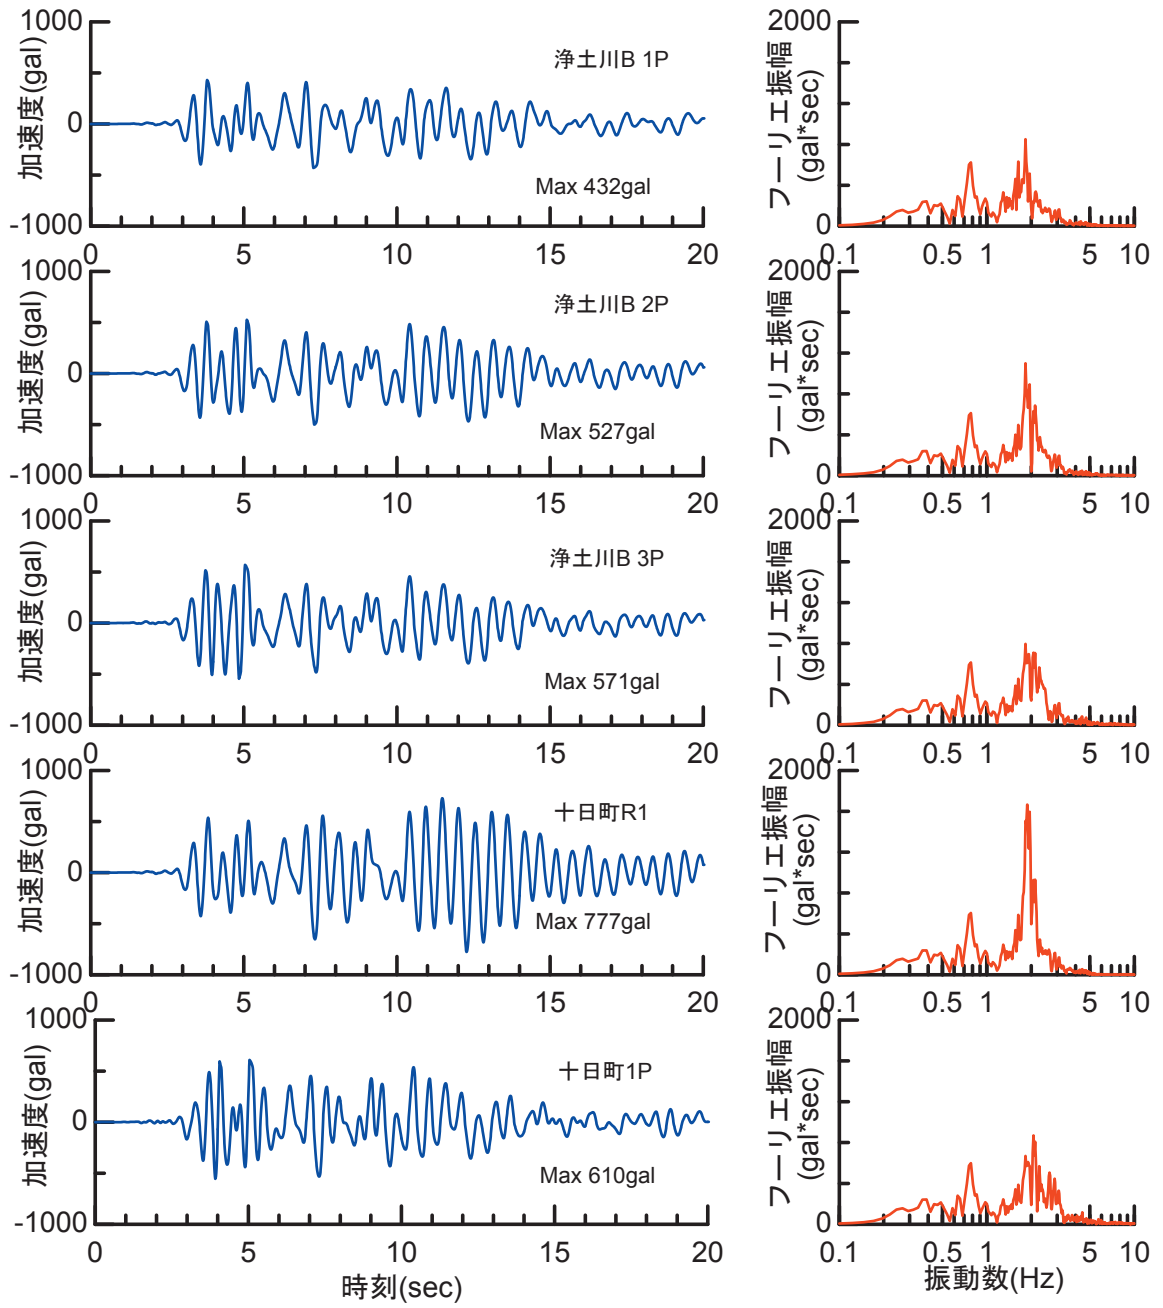 1000
0
-1000
加速度(gal)
浄土川B 1P
Max 432gal
0 5 10 15 20
2000
0
フーリエ振幅
(gal*sec)
0.1 0.5 1 5 10
1000
0
-1000
加速度(gal)
浄土川B 2P
Max 527gal
0 5 10 15 20
2000
0
フーリエ振幅
(gal*sec)
0.1 0.5 1 5 10
1000
0
-1000
加速度(gal)
浄土川B 3P
Max 571gal
0 5 10 15 20
2000
0
フーリエ振幅
(gal*sec)
0.1 0.5 1 5 10
1000
0
-1000
加速度(gal)
十日町R1
Max 777gal
0 5 10 15 20
2000
0
フーリエ振幅
(gal*sec)
0.1 0.5 1 5 10
1000
0
-1000
加速度(gal)
十日町1P
Max 610gal
0 5 10 15 20
時刻(sec)
2000
0
フーリエ振幅
(gal*sec)
0.1 0.5 1 5 10
振動数(Hz)